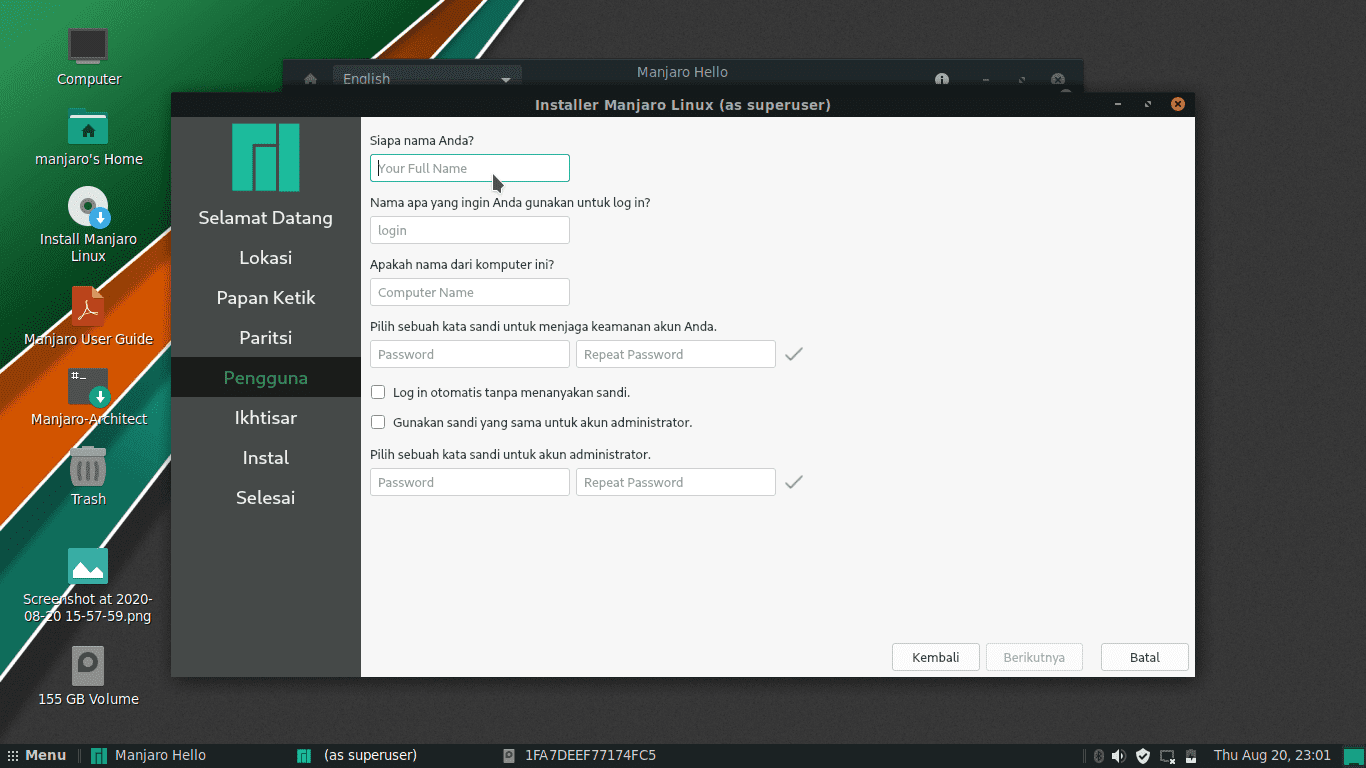 Computer
manjaro's Home
Install Manjaro
Linux
Manjaro User Guide
#_
Manjaro-Architect
Trash
Screenshot at 2020-
08-20 15-57-59.png
155 GB Volume
English
Manjaro Hello
Installer Manjaro Linux (as superuser)
Selamat Datang
Lokasi
Papan Ketik
Paritsi
Pengguna
Ikhtisar
Instal
Selesai
Siapa nama Anda?
Your Full Name
Nama apa yang ingin Anda gunakan untuk log in?
login
Apakah nama dari komputer ini?
Computer Name
Pilih sebuah kata sandi untuk menjaga keamanan akun Anda.
Password Repeat Password
Log in otomatis tanpa menanyakan sandi.
Gunakan sandi yang sama untuk akun administrator.
Pilih sebuah kata sandi untuk akun administrator.
Password Repeat Password
Kembali Berikutnya Batal
Menu Manjaro Hello (as superuser) 1FA7DEEF77174FC5 Thu Aug 20, 23:01